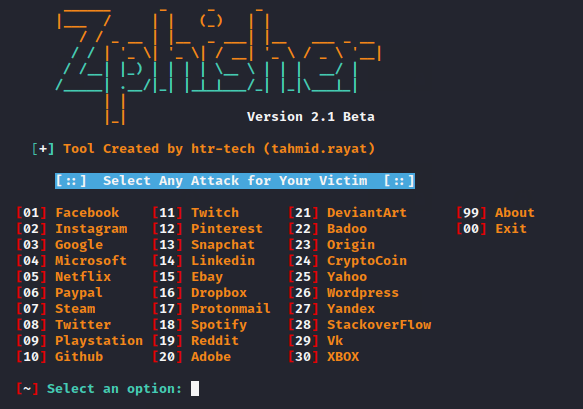 Zphisher
Version 2.1 Beta
[+] Tool Created by htr-tech (tahmid.rayat)
[::] Select Any Attack for Your Victim [::]
[01] Facebook [11] Twitch [21] DeviantArt [99] About
[02] Instagram [12] Pinterest [22] Badoo [00] Exit
[03] Google [13] Snapchat [23] Origin
[04] Microsoft [14] Linkedin [24] CryptoCoin
[05] Netflix [15] Ebay [25] Yahoo
[06] Paypal [16] Dropbox [26] Wordpress
[07] Steam [17] Protonmail [27] Yandex
[08] Twitter [18] Spotify [28] StackoverFlow
[09] Playstation [19] Reddit [29] Vk
[10] Github [20] Adobe [30] XBOX
[~] Select an option: